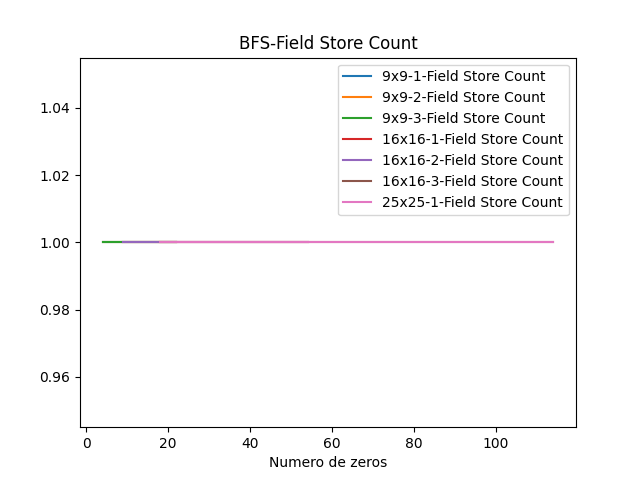 BFS-Field Store Count
9x9-1-Field Store Count
9x9-2-Field Store Count
9x9-3-Field Store Count
16x16-1-Field Store Count
16x16-2-Field Store Count
16x16-3-Field Store Count
25x25-1-Field Store Count
1.04
1.02
1.00
0.98
0.96
0 20 40 60 80 100
Numero de zeros